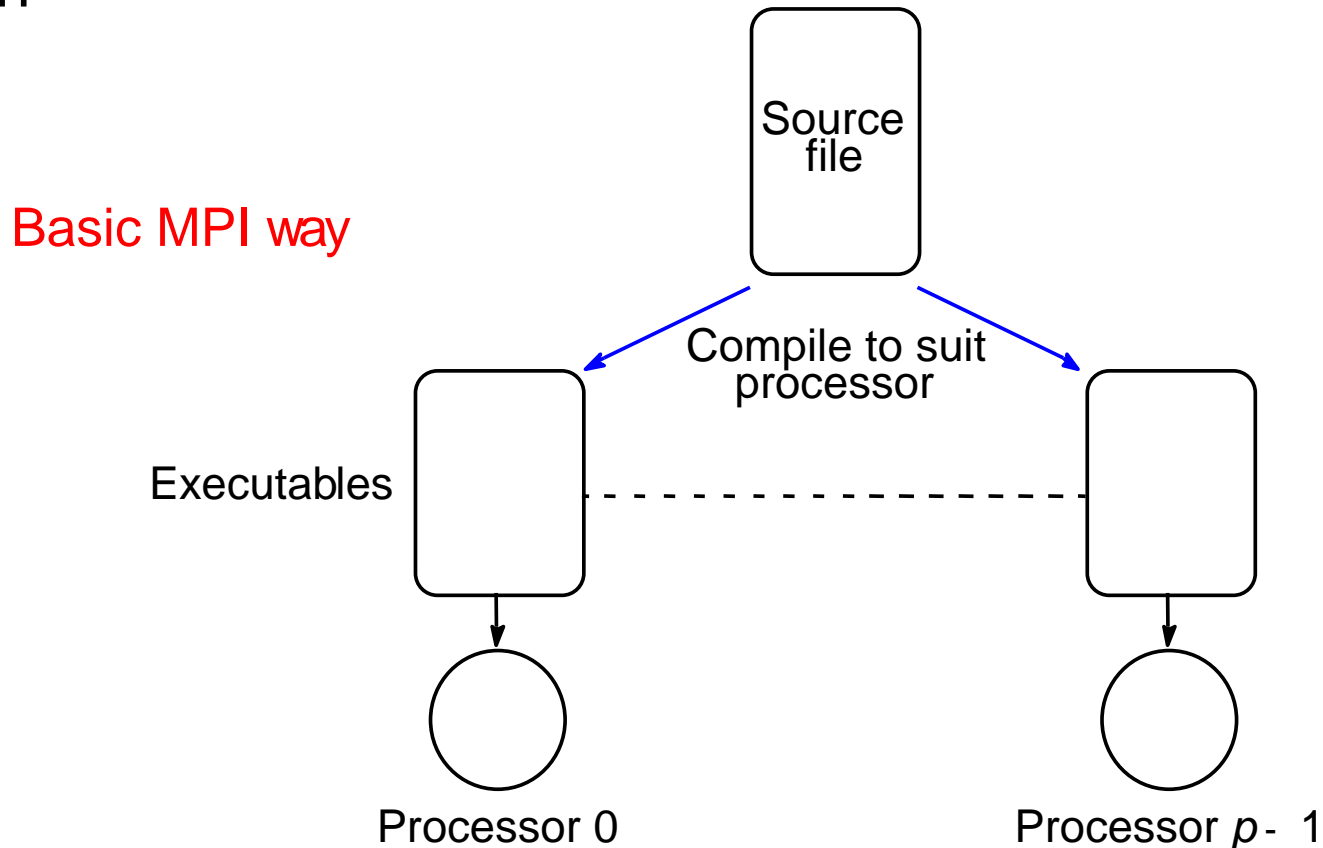 Source
file
Basic MPI way
Compile to suit
processor
Executables
Processor 0
Processor p - 1